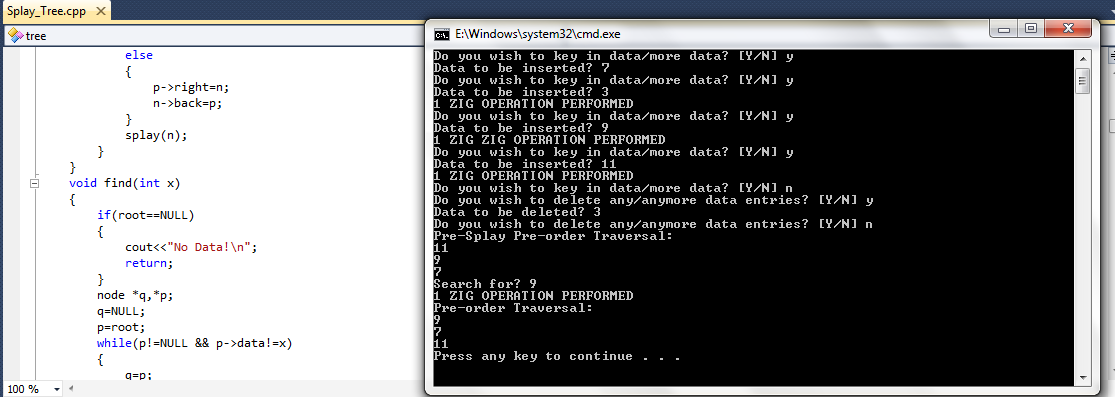 Splay_Tree.cpp
tree
else
{
p->right=n;
n->back=p;
}
splay(n);
}
}
void find(int x)
{
if(root==NULL)
{
cout<<"No Data!\n";
return;
}
node *q,*p;
q=NULL;
p=root;
while(p!=NULL && p->data!=x)
{
q=p;
100 %
E:\Windows\system32\cmd.exe
Do you wish to key in data/more data? [Y/N] y
Data to be inserted? 7
Do you wish to key in data/more data? [Y/N] y
Data to be inserted? 3
1 ZIG OPERATION PERFORMED
Do you wish to key in data/more data? [Y/N] y
Data to be inserted? 9
1 ZIG ZIG OPERATION PERFORMED
Do you wish to key in data/more data? [Y/N] y
Data to be inserted? 11
1 ZIG OPERATION PERFORMED
Do you wish to key in data/more data? [Y/N] n
Do you wish to delete any/anymore data entries? [Y/N] y
Data to be deleted? 3
Do you wish to delete any/anymore data entries? [Y/N] n
Pre-Splay Pre-order Traversal:
11
9
7
Search for? 9
1 ZIG OPERATION PERFORMED
Pre-order Traversal:
9
7
11
Press any key to continue . . .